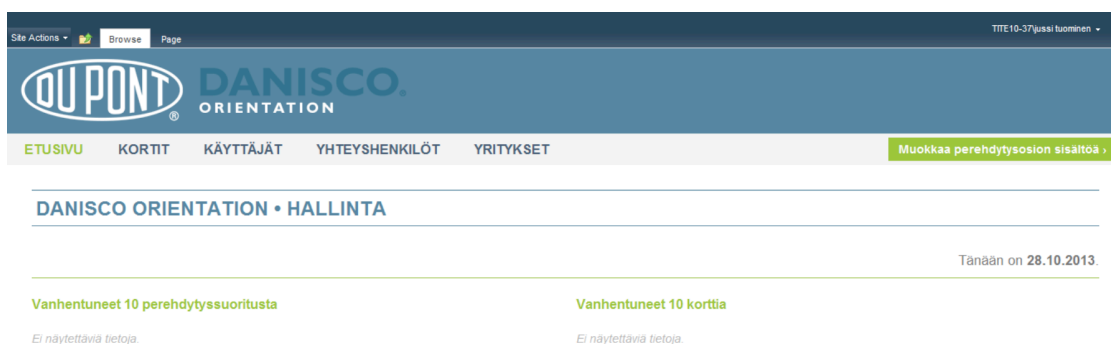 TITE10-37\jussi tuominen
Site Actions Browse Page
DU PONT ® DANISCO.
ORIENTATION
ETUSIVU KORTIT KÄYTTÄJÄT YHTEYSHENKILÖT YRITYKSET Muokkaa perehdytysosion sisältöä ›
DANISCO ORIENTATION • HALLINTA
Tänään on 28.10.2013.
Vanhentuneet 10 perehdytyssuoritusta Vanhentuneet 10 korttia
Ei näytettäviä tietoja. Ei näytettäviä tietoja.